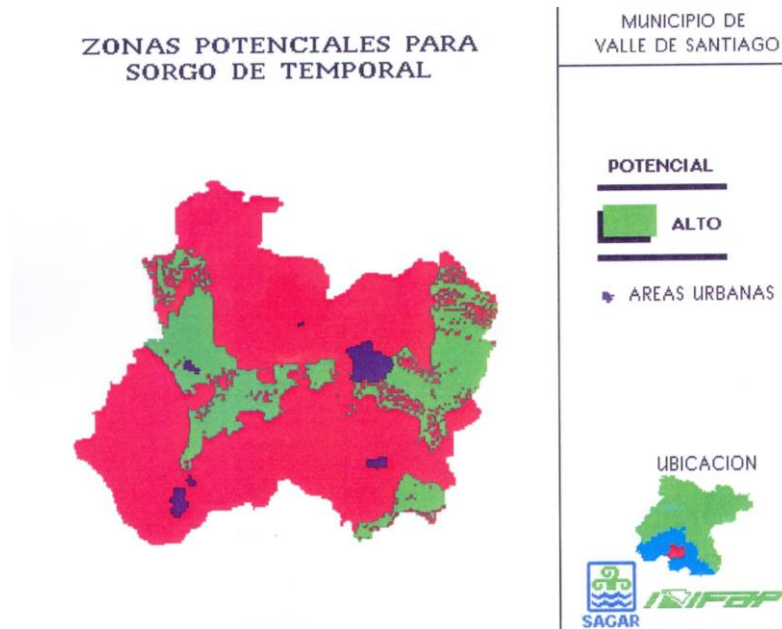 ZONAS POTENCIALES PARA
SORGO DE TEMPORAL
MUNICIPIO DE
VALLE DE SANTIAGO
POTENCIAL
ALTO
AREAS URBANAS
UBICACION
SAGAR
INIFAP